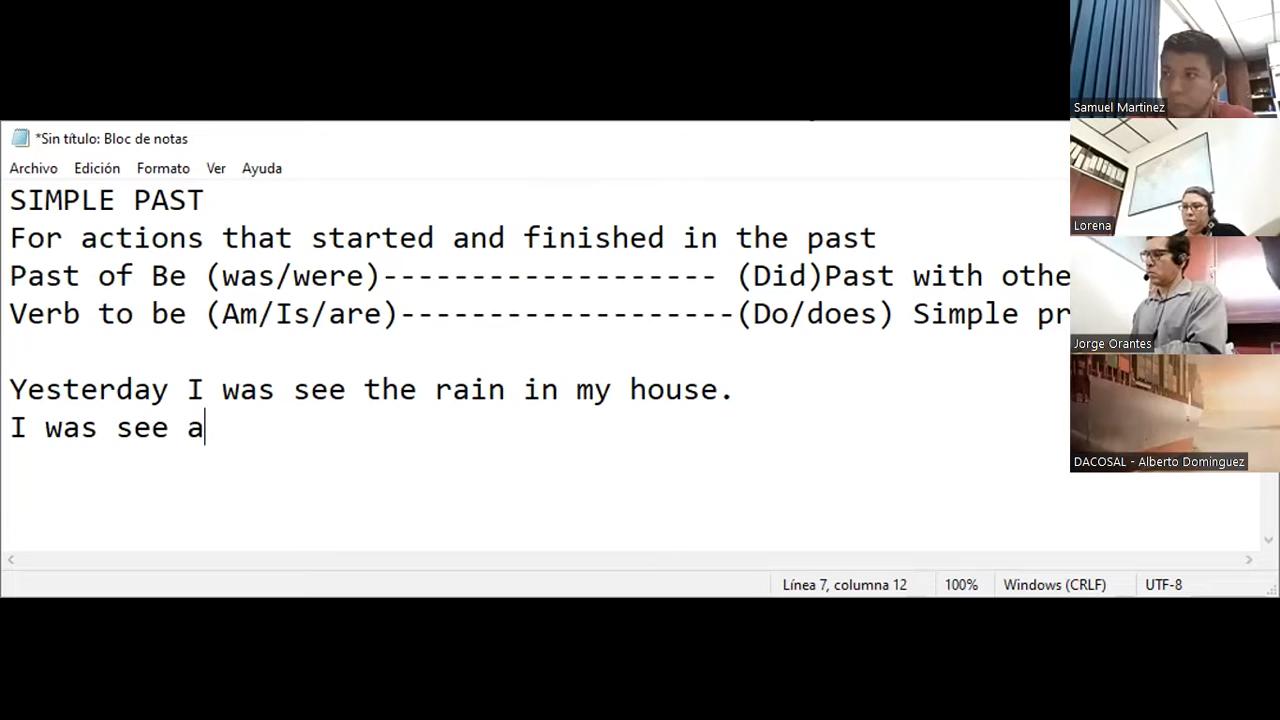 *Sin título: Bloc de notas
Archivo Edición Formato Ver Ayuda
SIMPLE PAST
For actions that started and finished in the past
Past of Be (was/were)------------------- (Did)Past with othe
Verb to be (Am/Is/are)-------------------(Do/does) Simple pr
Yesterday I was see the rain in my house.
I was see a
Línea 7, columna 12 100% Windows (CRLF) UTF-8
Samuel Martinez
Lorena
Jorge Orantes
DACOSAL - Alberto Domínguez